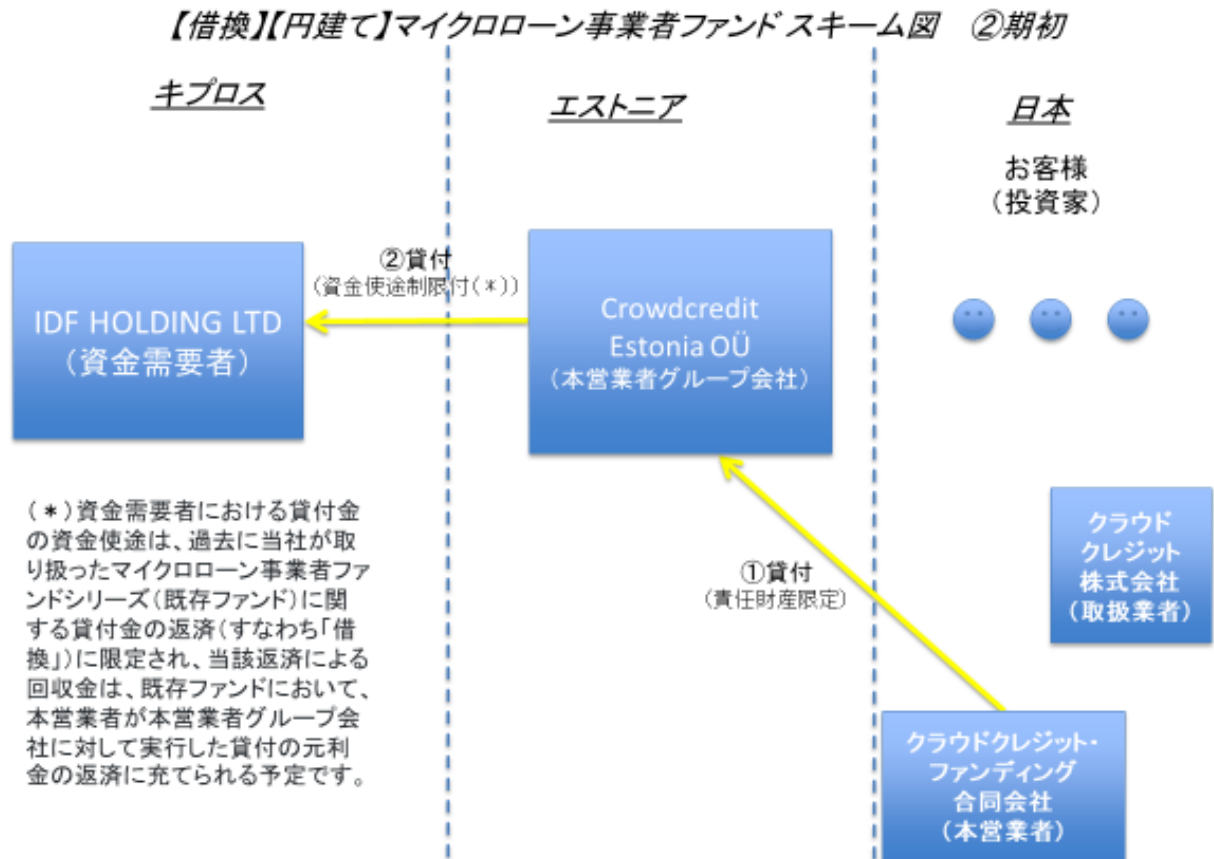 【借換】【円建て】マイクロローン事業者ファンド スキーム図　②期初
キプロス
エストニア
日本
お客様
（投資家）
②貸付
（資金使途制限付(＊)）
IDF HOLDING LTD
（資金需要者）
Crowdcredit
Estonia OÜ
（本営業者グループ会社）
（＊）資金需要者における貸付金
の資金使途は、過去に当社が取
り扱ったマイクロローン事業者ファ
ンドシリーズ（既存ファンド）に関
する貸付金の返済（すなわち「借
換」）に限定され、当該返済による
回収金は、既存ファンドにおいて、
本営業者が本営業者グループ会
社に対して実行した貸付の元利
金の返済に充てられる予定です。
①貸付
（責任財産限定）
クラウド
クレジット
株式会社
（取扱業者）
クラウドクレジット・
ファンディング
合同会社
（本営業者）